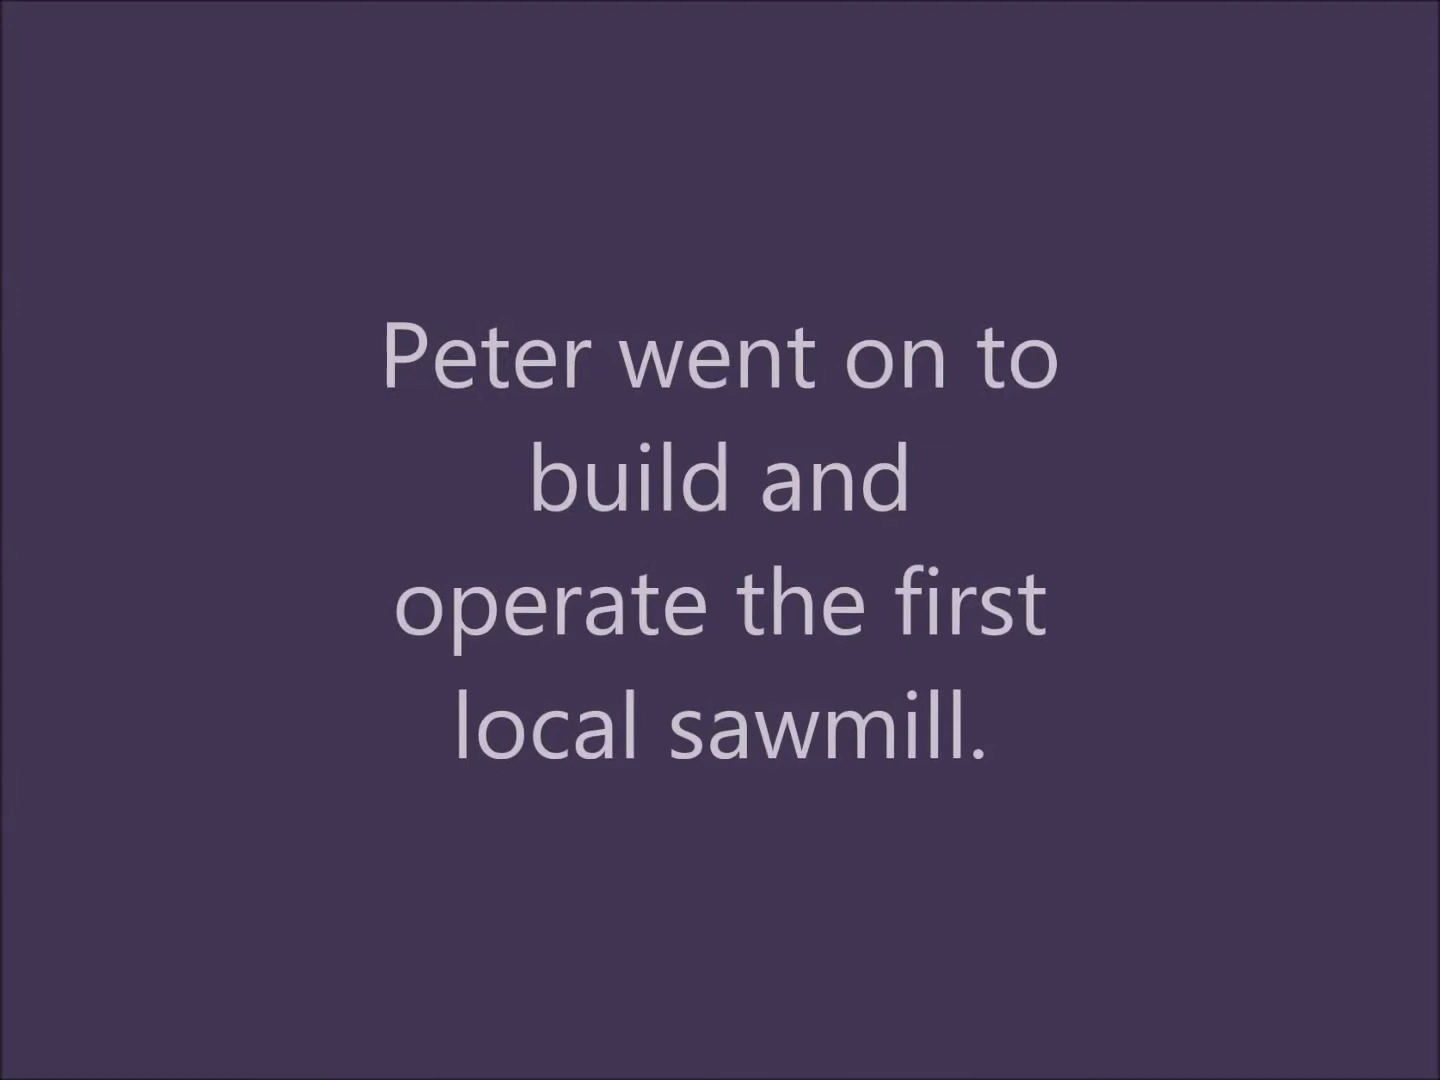 Peter went on to
build and
operate the first
local sawmill.